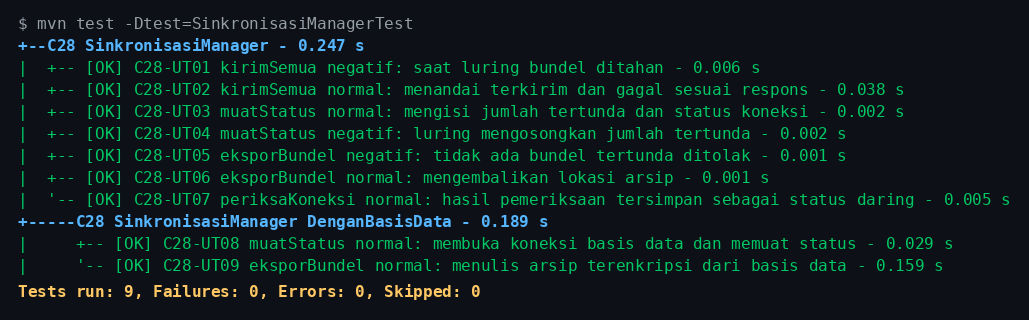 $ mvn test -Dtest=SinkronisasiManagerTest
+--C28 SinkronisasiManager - 0.247 s
|  +-- [OK] C28-UT01 kirimSemua negatif: saat luring bundel ditahan - 0.006 s
|  +-- [OK] C28-UT02 kirimSemua normal: menandai terkirim dan gagal sesuai respons - 0.038 s
|  +-- [OK] C28-UT03 muatStatus normal: mengisi jumlah tertunda dan status koneksi - 0.002 s
|  +-- [OK] C28-UT04 muatStatus negatif: luring mengosongkan jumlah tertunda - 0.002 s
|  +-- [OK] C28-UT05 eksporBundel negatif: tidak ada bundel tertunda ditolak - 0.001 s
|  +-- [OK] C28-UT06 eksporBundel normal: mengembalikan lokasi arsip - 0.001 s
|  '-- [OK] C28-UT07 periksaKoneksi normal: hasil pemeriksaan tersimpan sebagai status daring - 0.005 s
+-----C28 SinkronisasiManager DenganBasisData - 0.189 s
|     +-- [OK] C28-UT08 muatStatus normal: membuka koneksi basis data dan memuat status - 0.029 s
|     '-- [OK] C28-UT09 eksporBundel normal: menulis arsip terenkripsi dari basis data - 0.159 s
Tests run: 9, Failures: 0, Errors: 0, Skipped: 0